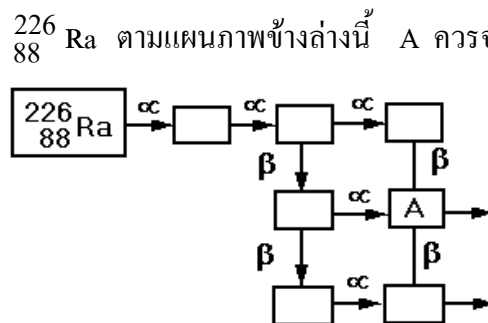 226
88 Ra ตามแผนภาพข้างล่างนี้ A ควรจ
226
88 Ra ∝ ∝ ∝
β β
∝ A
β β
∝